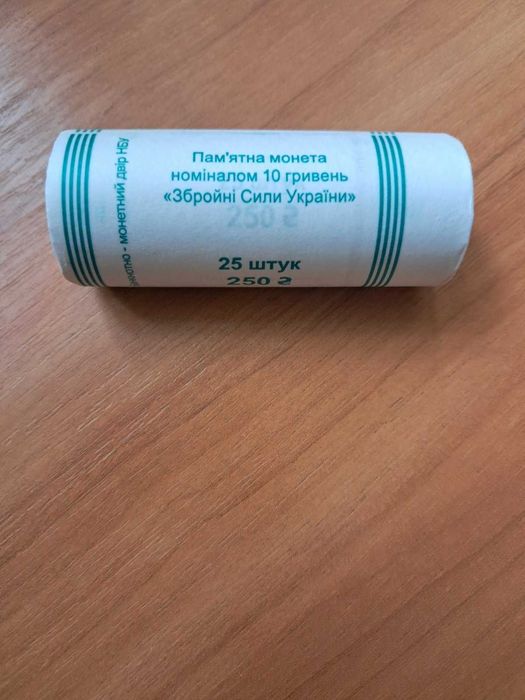 Пам'ятна монета
номіналом 10 гривень
«Збройні Сили України»
25 штук
250 ₴
250 ₴
- монетний двір НБУ